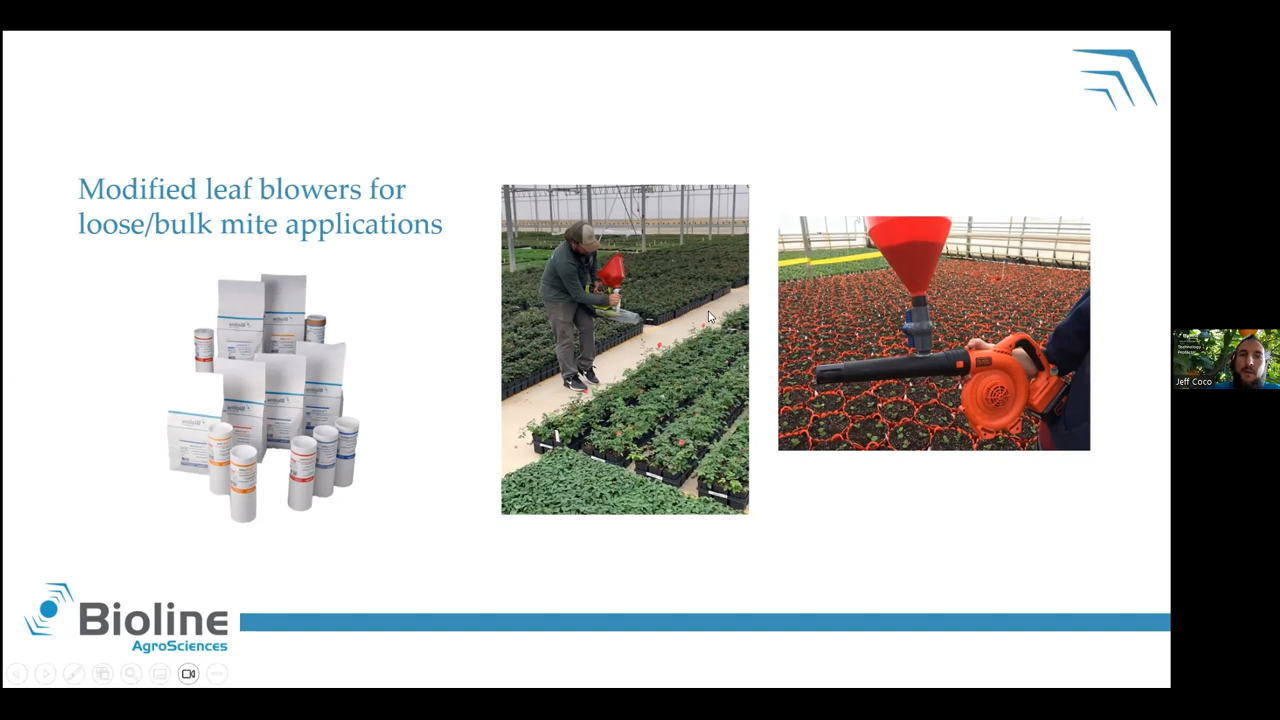 Modified leaf blowers for
loose/bulk mite applications
Bioline
AgroSciences
Jeff Coco